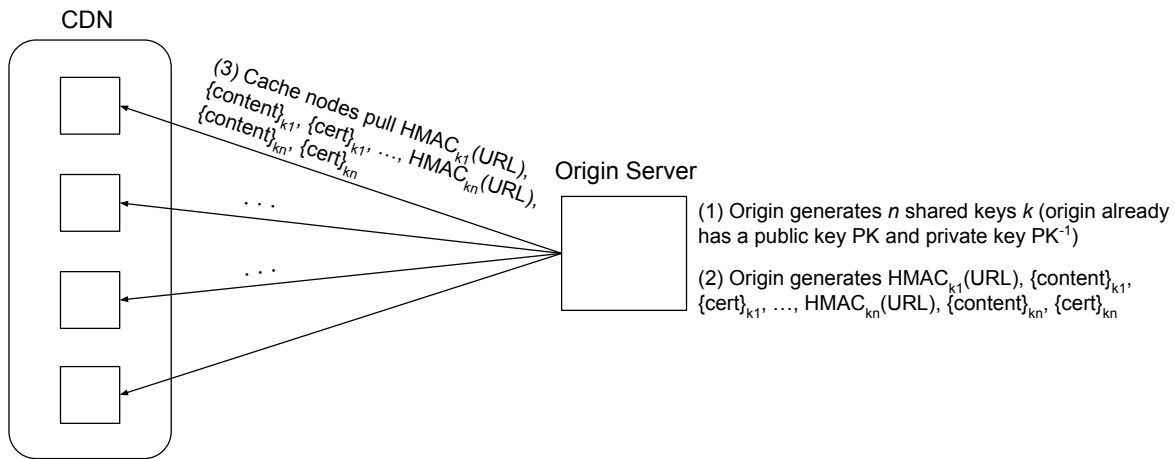 CDN
(3) Cache nodes pull HMAC_k1(URL),
{content}_k1, {cert}_k1, …, HMAC_kn(URL),
{content}_kn, {cert}_kn
. . .
. . .
Origin Server
(1) Origin generates n shared keys k (origin already
has a public key PK and private key PK^-1)
(2) Origin generates HMAC_k1(URL), {content}_k1,
{cert}_k1, …, HMAC_kn(URL), {content}_kn, {cert}_kn